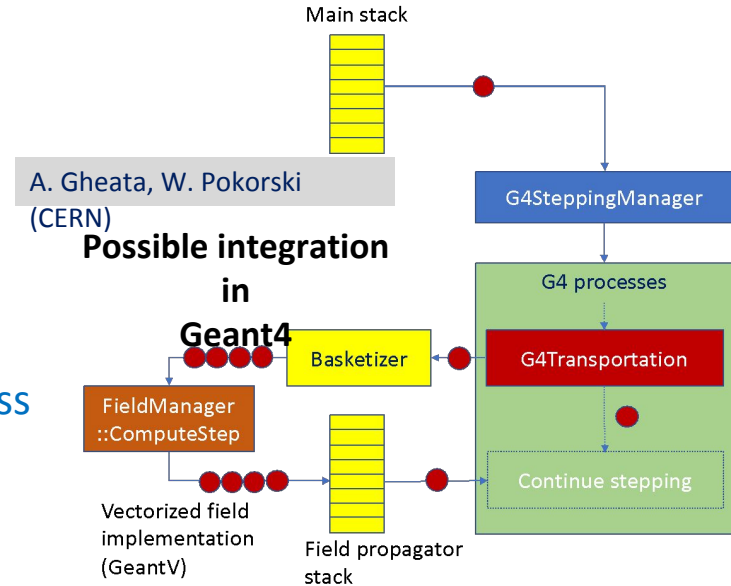 Main stack
A. Gheata, W. Pokorski
(CERN)
G4SteppingManager
Possible integration
in
Geant4
G4 processes
Basketizer
G4Transportation
ss
FieldManager
::ComputeStep
Continue stepping
Vectorized field
implementation
(GeantV)
Field propagator
stack